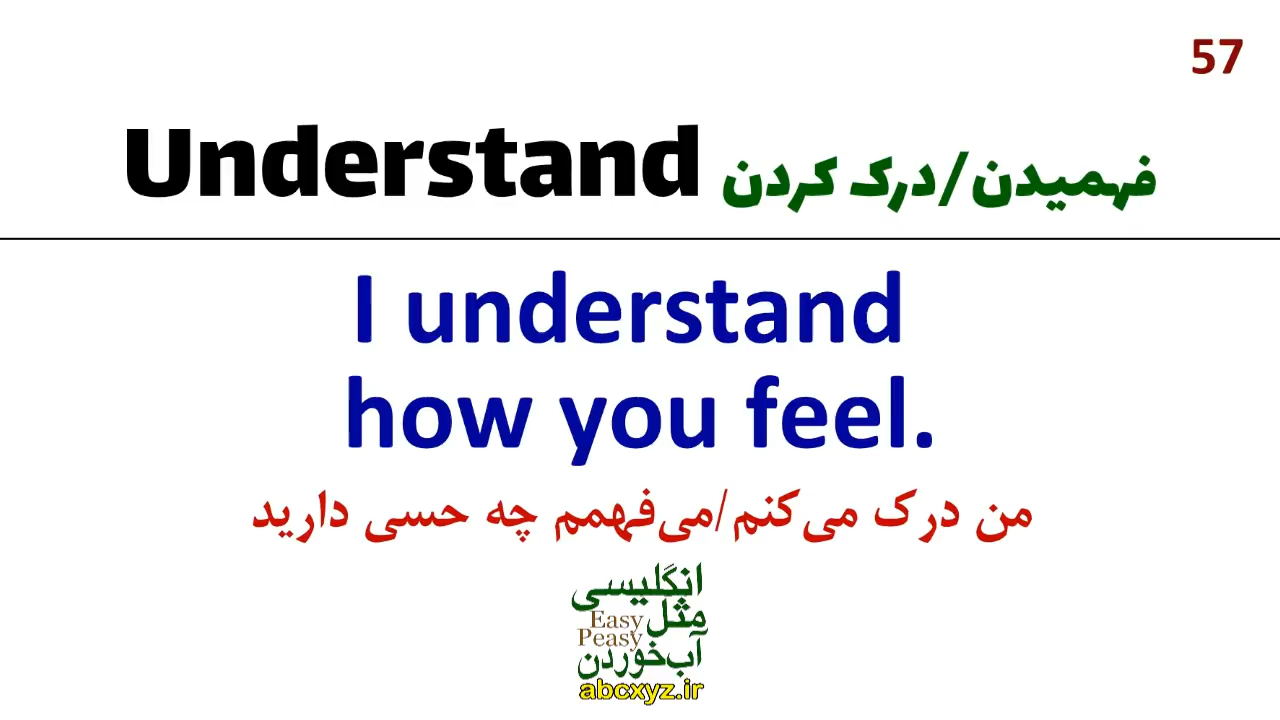 57
Understand فهمیدن/درک کردن
I understand
how you feel.
من درک می‌کنم/می‌فهمم چه حسی دارید
انگلیسی
مثل
Easy
Peasy
آب‌خوردن
abcxyz.ir